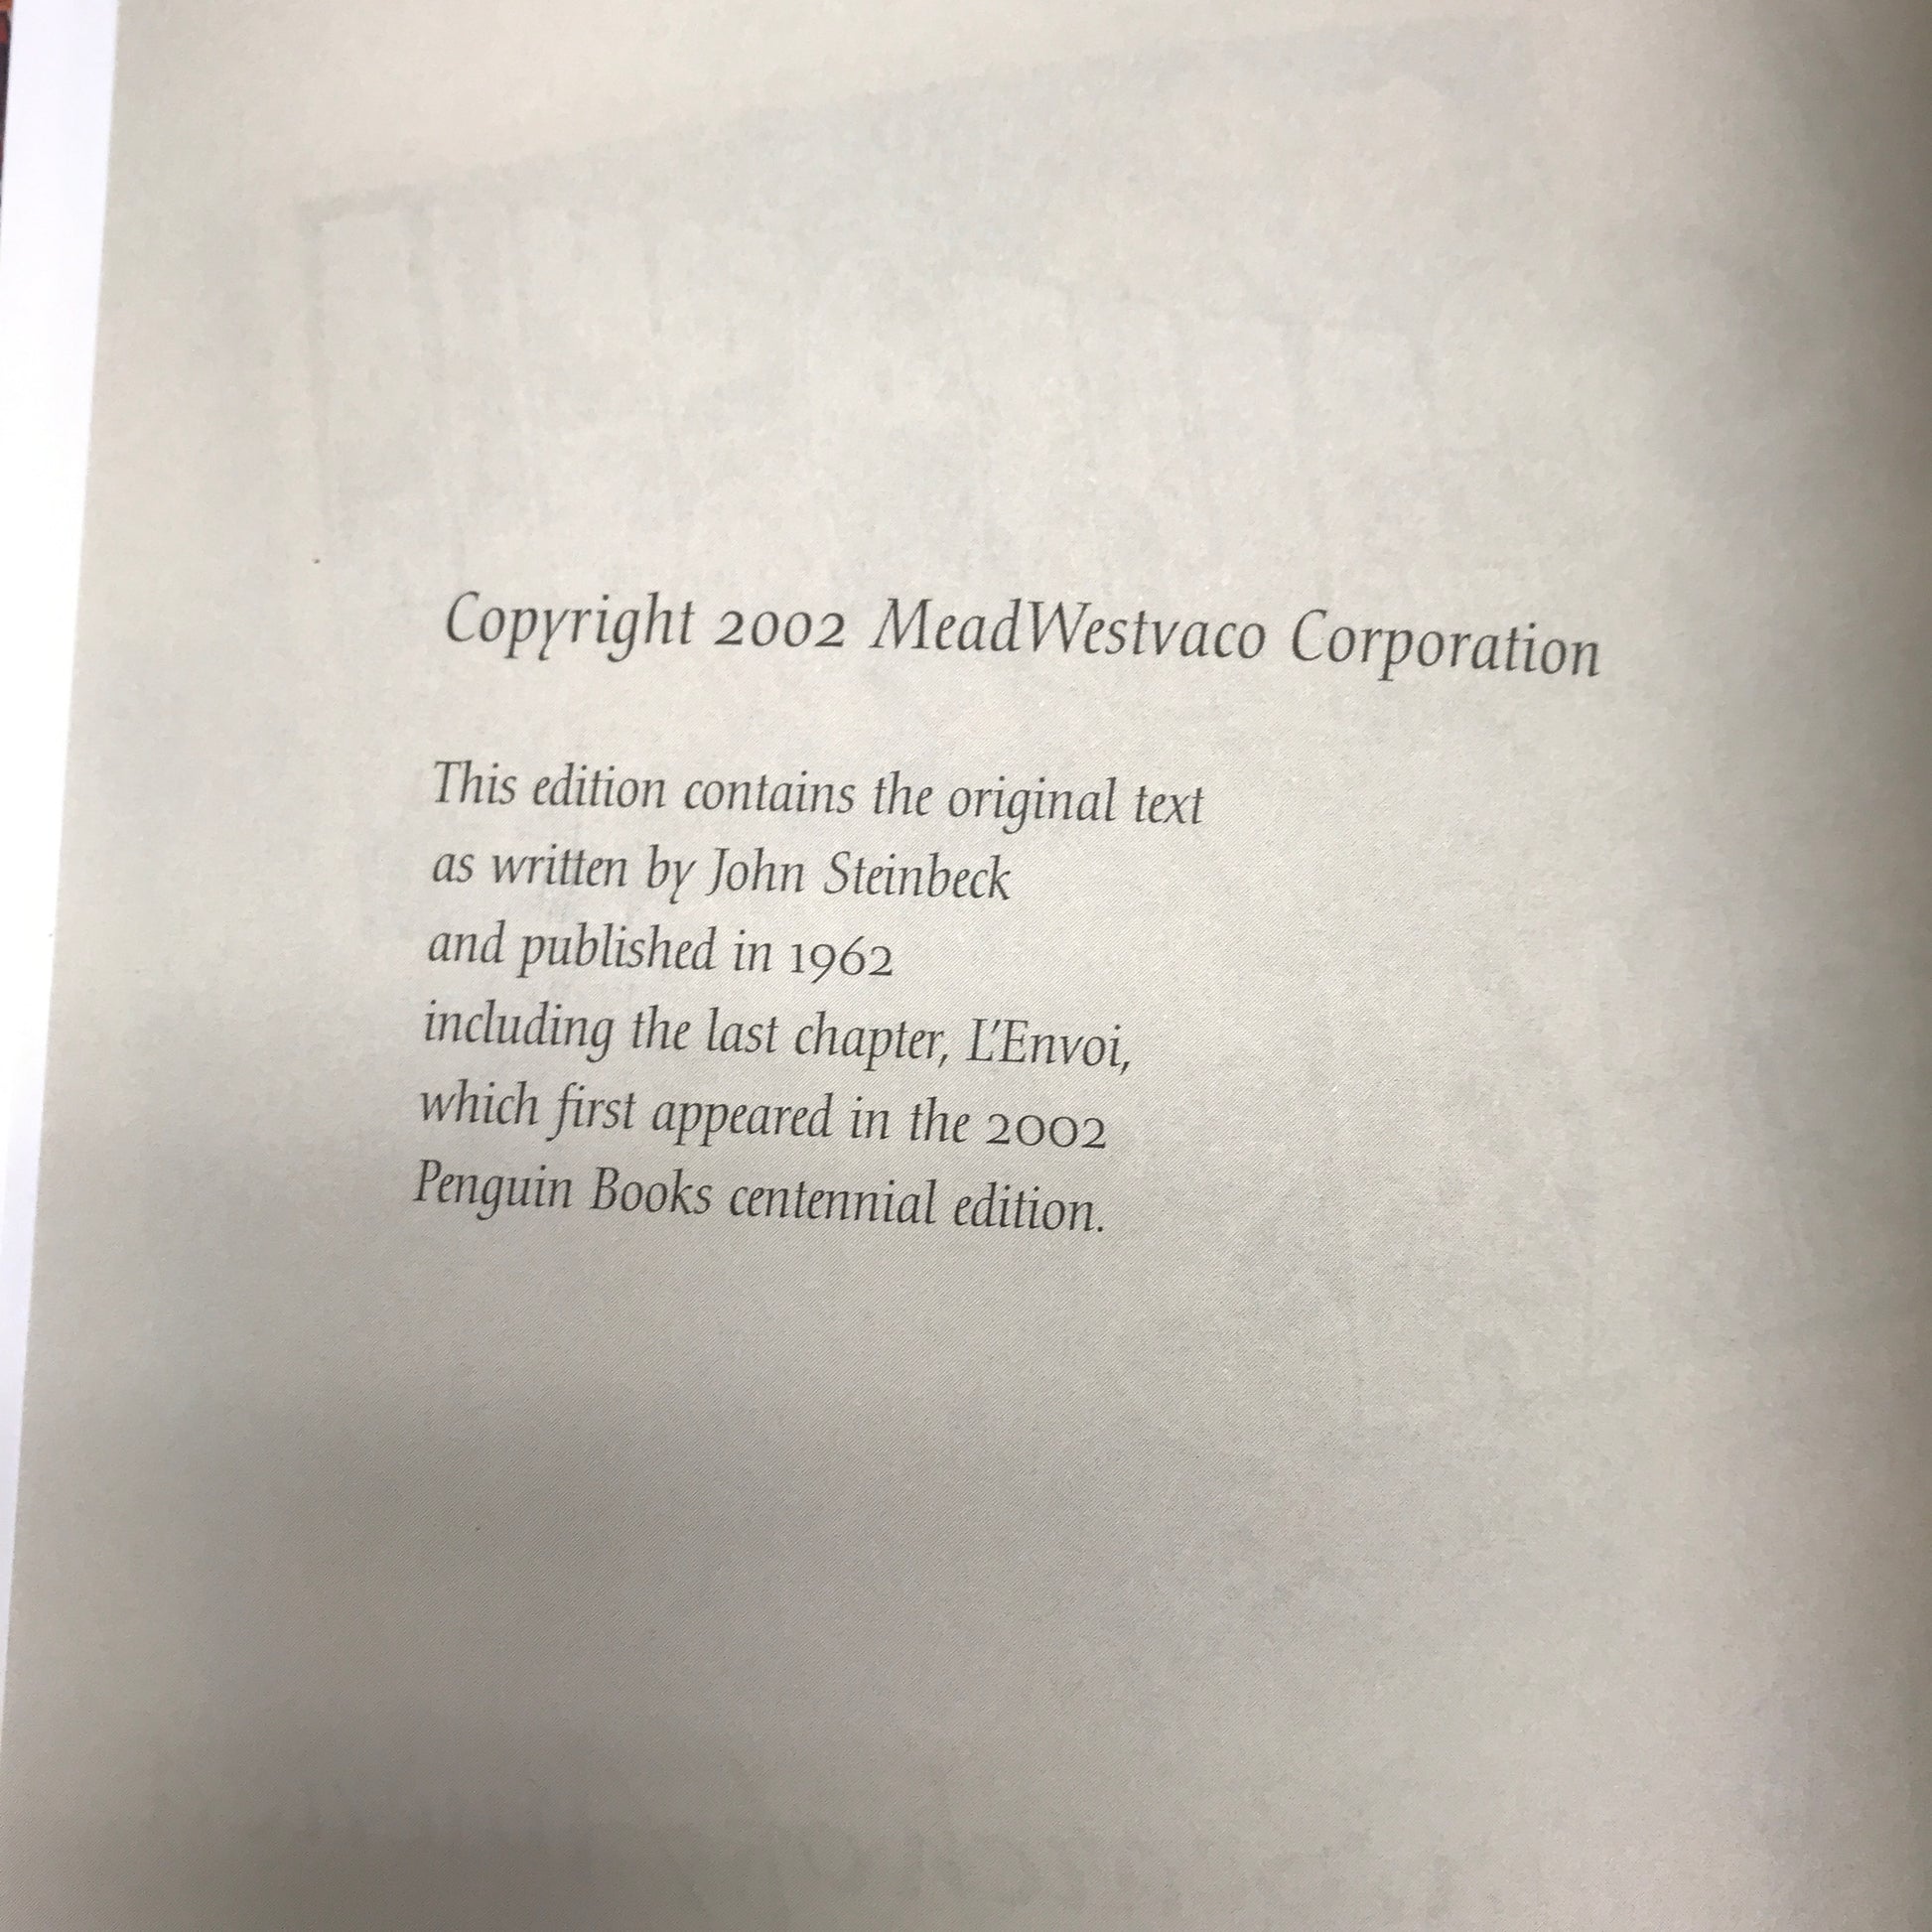 Copyright 2002 MeadWestvaco Corporation
This edition contains the original text
as written by John Steinbeck
and published in 1962
including the last chapter, L'Envoi,
which first appeared in the 2002
Penguin Books centennial edition.